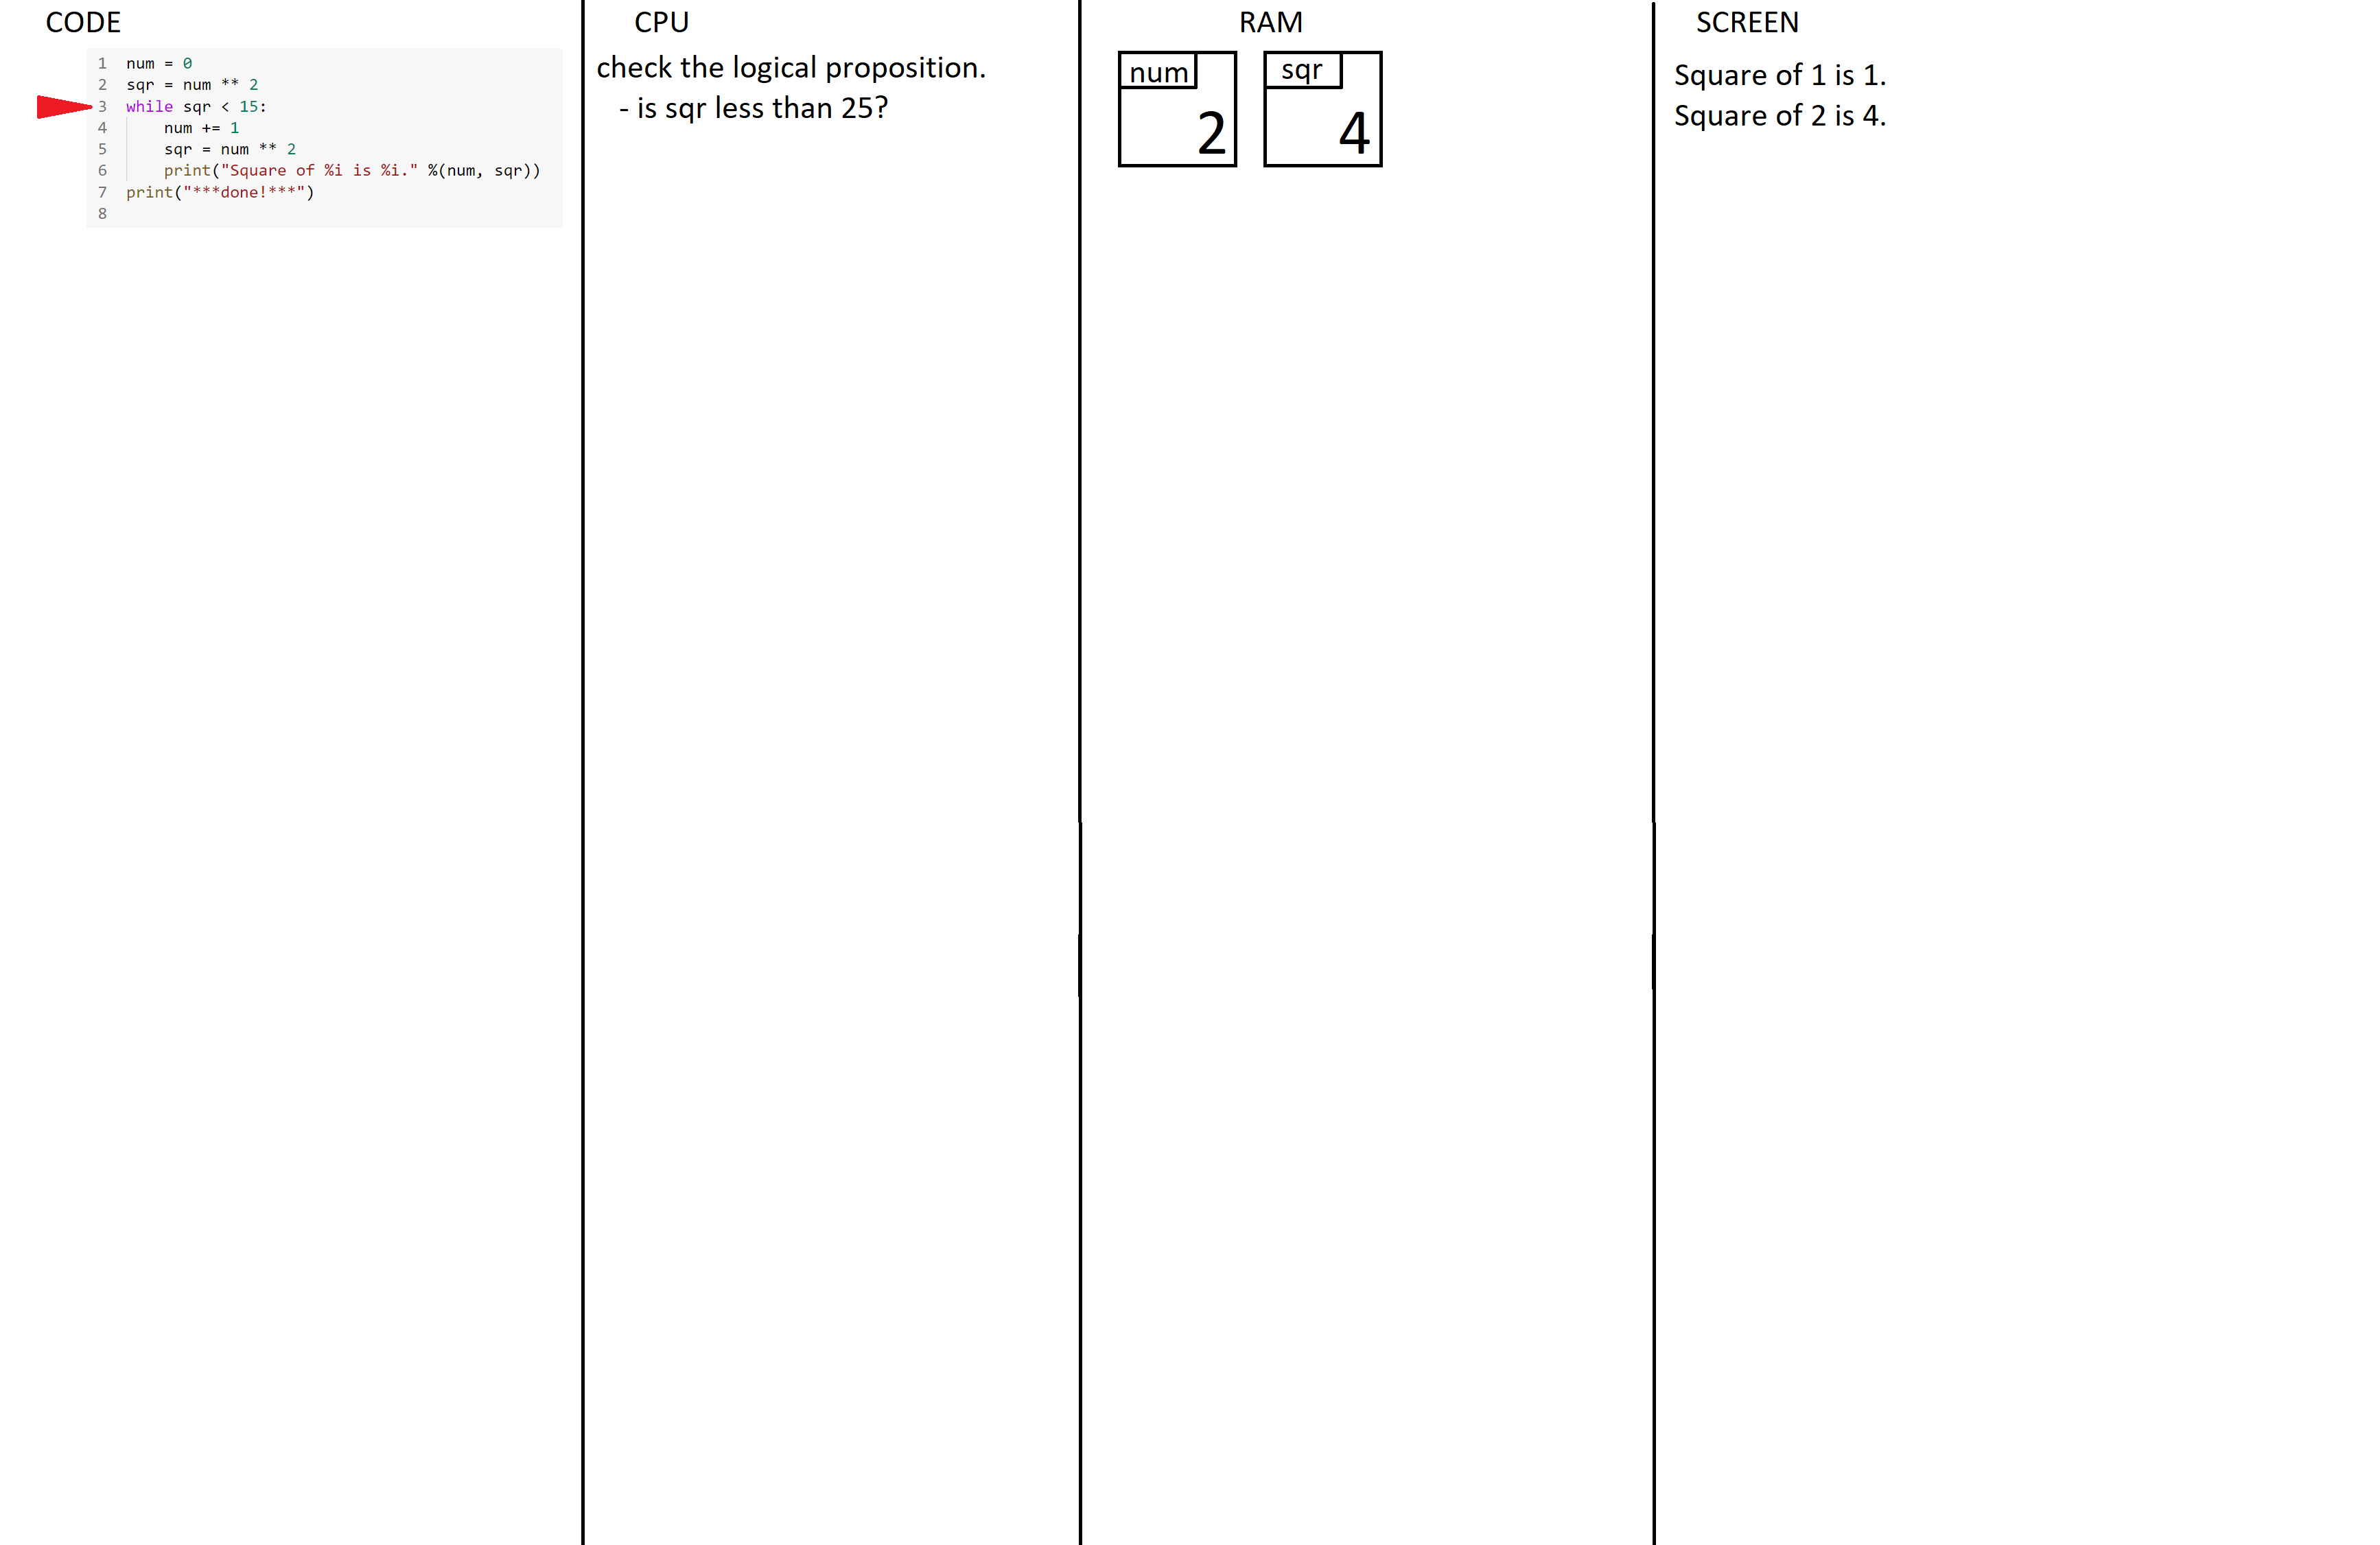 CODE
1 num = 0
2 sqr = num ** 2
3 while sqr < 15:
4     num += 1
5     sqr = num ** 2
6     print("Square of %i is %i." %(num, sqr))
7 print("***done!***")
8
CPU
check the logical proposition.
- is sqr less than 25?
RAM
num
2
sqr
4
SCREEN
Square of 1 is 1.
Square of 2 is 4.